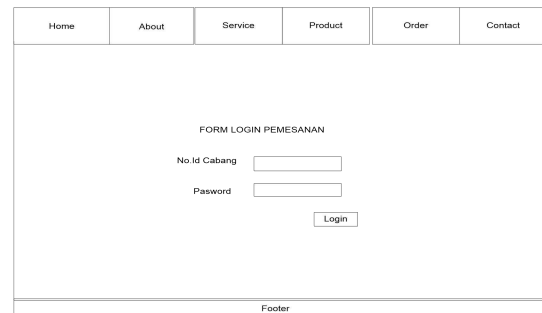 Home About Service Product Order Contact
FORM LOGIN PEMESANAN
No.Id Cabang
Pasword
Login
Footer